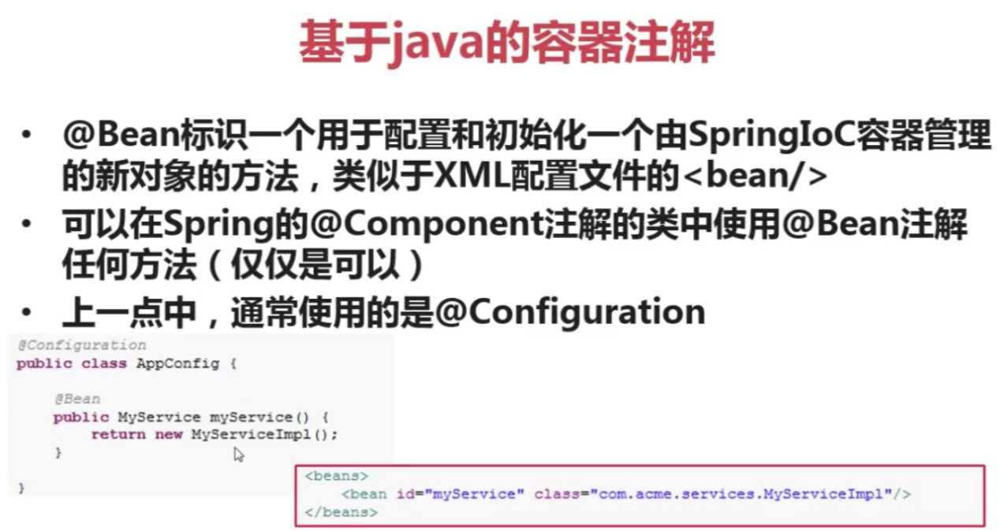 基于java的容器注解
• @Bean标识一个用于配置和初始化一个由SpringIoC容器管理
的新对象的方法，类似于XML配置文件的<bean/>
• 可以在Spring的@Component注解的类中使用@Bean注解
任何方法（仅仅是可以）
• 上一点中，通常使用的是@Configuration
@Configuration
public class AppConfig {
@Bean
public MyService myService() {
return new MyServiceImpl();
}
}
<beans>
<bean id="myService" class="com.acme.services.MyServiceImpl"/>
</beans>